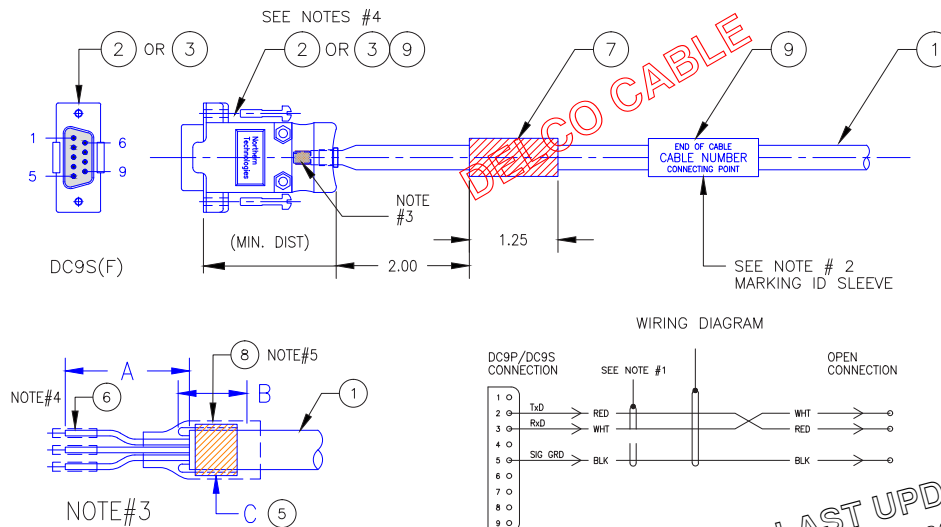 SEE NOTES #4
2 OR 3
2 OR 3 9
7
9
1
DELCO CABLE
1
6
5
9
Northern
Technologies
END OF CABLE
CABLE NUMBER
CONNECTING POINT
NOTE
#3
(MIN. DIST)
2.00
1.25
DC9S(F)
SEE NOTE # 2
MARKING ID SLEEVE
WIRING DIAGRAM
A
8 NOTE#5
B
NOTE#4
6
1
NOTE#3
C 5
DC9P/DC9S
CONNECTION
SEE NOTE #1
OPEN
CONNECTION
1
2 TxD RED WHT
3 RxD WHT RED
4
5 SIG GRD BLK BLK
6
7
8
9
LAST UPD